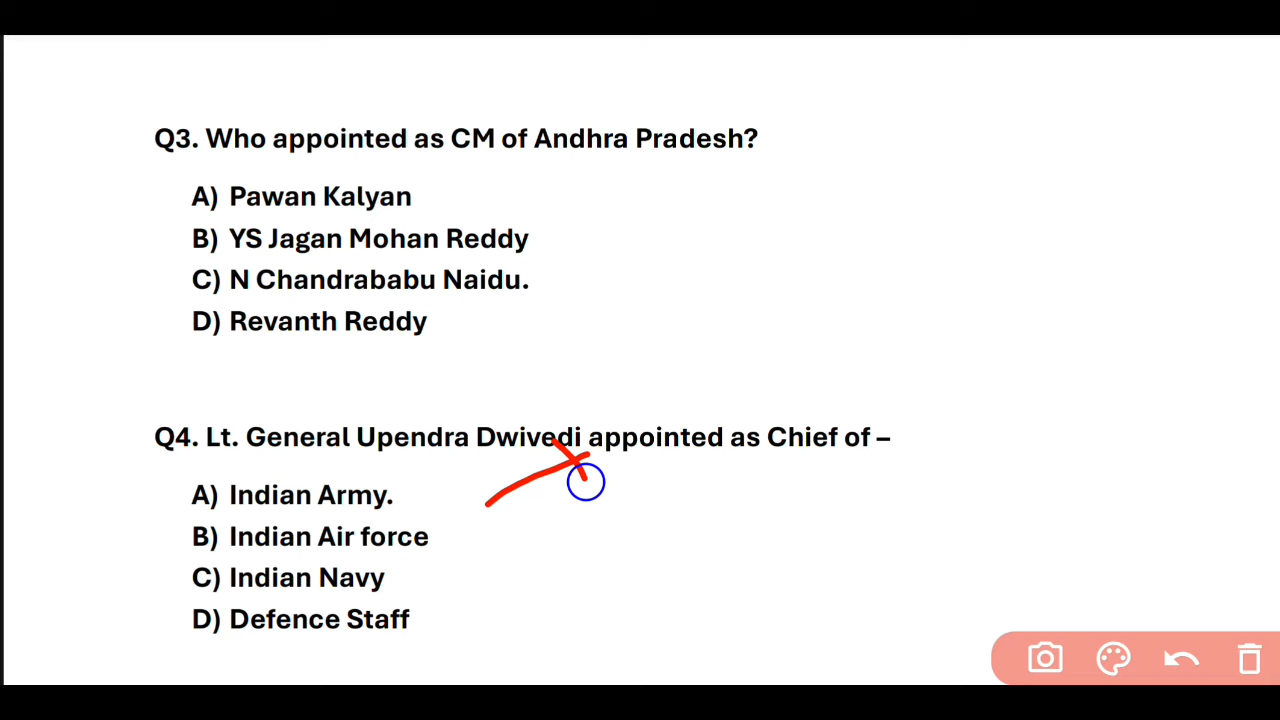 Q3. Who appointed as CM of Andhra Pradesh?
A) Pawan Kalyan
B) YS Jagan Mohan Reddy
C) N Chandrababu Naidu.
D) Revanth Reddy
Q4. Lt. General Upendra Dwivedi appointed as Chief of –
A) Indian Army.
B) Indian Air force
C) Indian Navy
D) Defence Staff